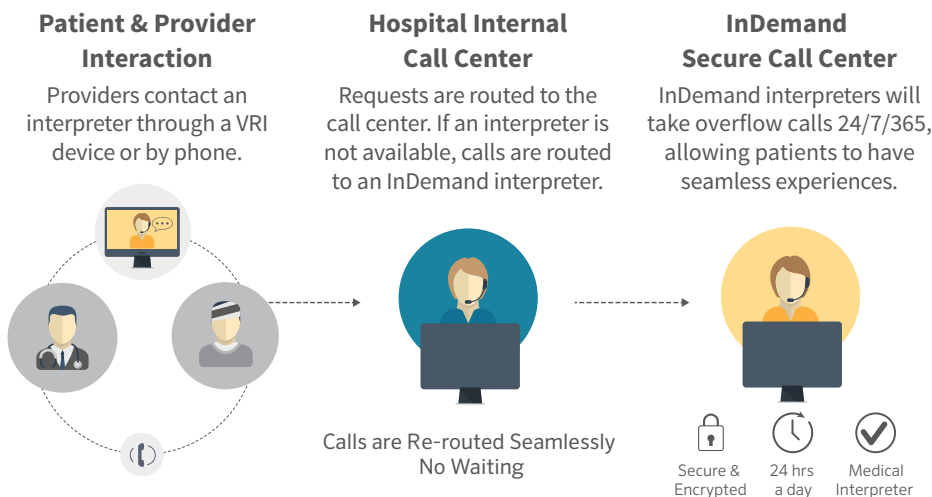 Patient & Provider
Interaction
Providers contact an
interpreter through a VRI
device or by phone.
Hospital Internal
Call Center
Requests are routed to the
call center. If an interpreter is
not available, calls are routed
to an InDemand interpreter.
Calls are Re-routed Seamlessly
No Waiting
InDemand
Secure Call Center
InDemand interpreters will
take overflow calls 24/7/365,
allowing patients to have
seamless experiences.
Secure &
Encrypted
24 hrs
a day
Medical
Interpreter